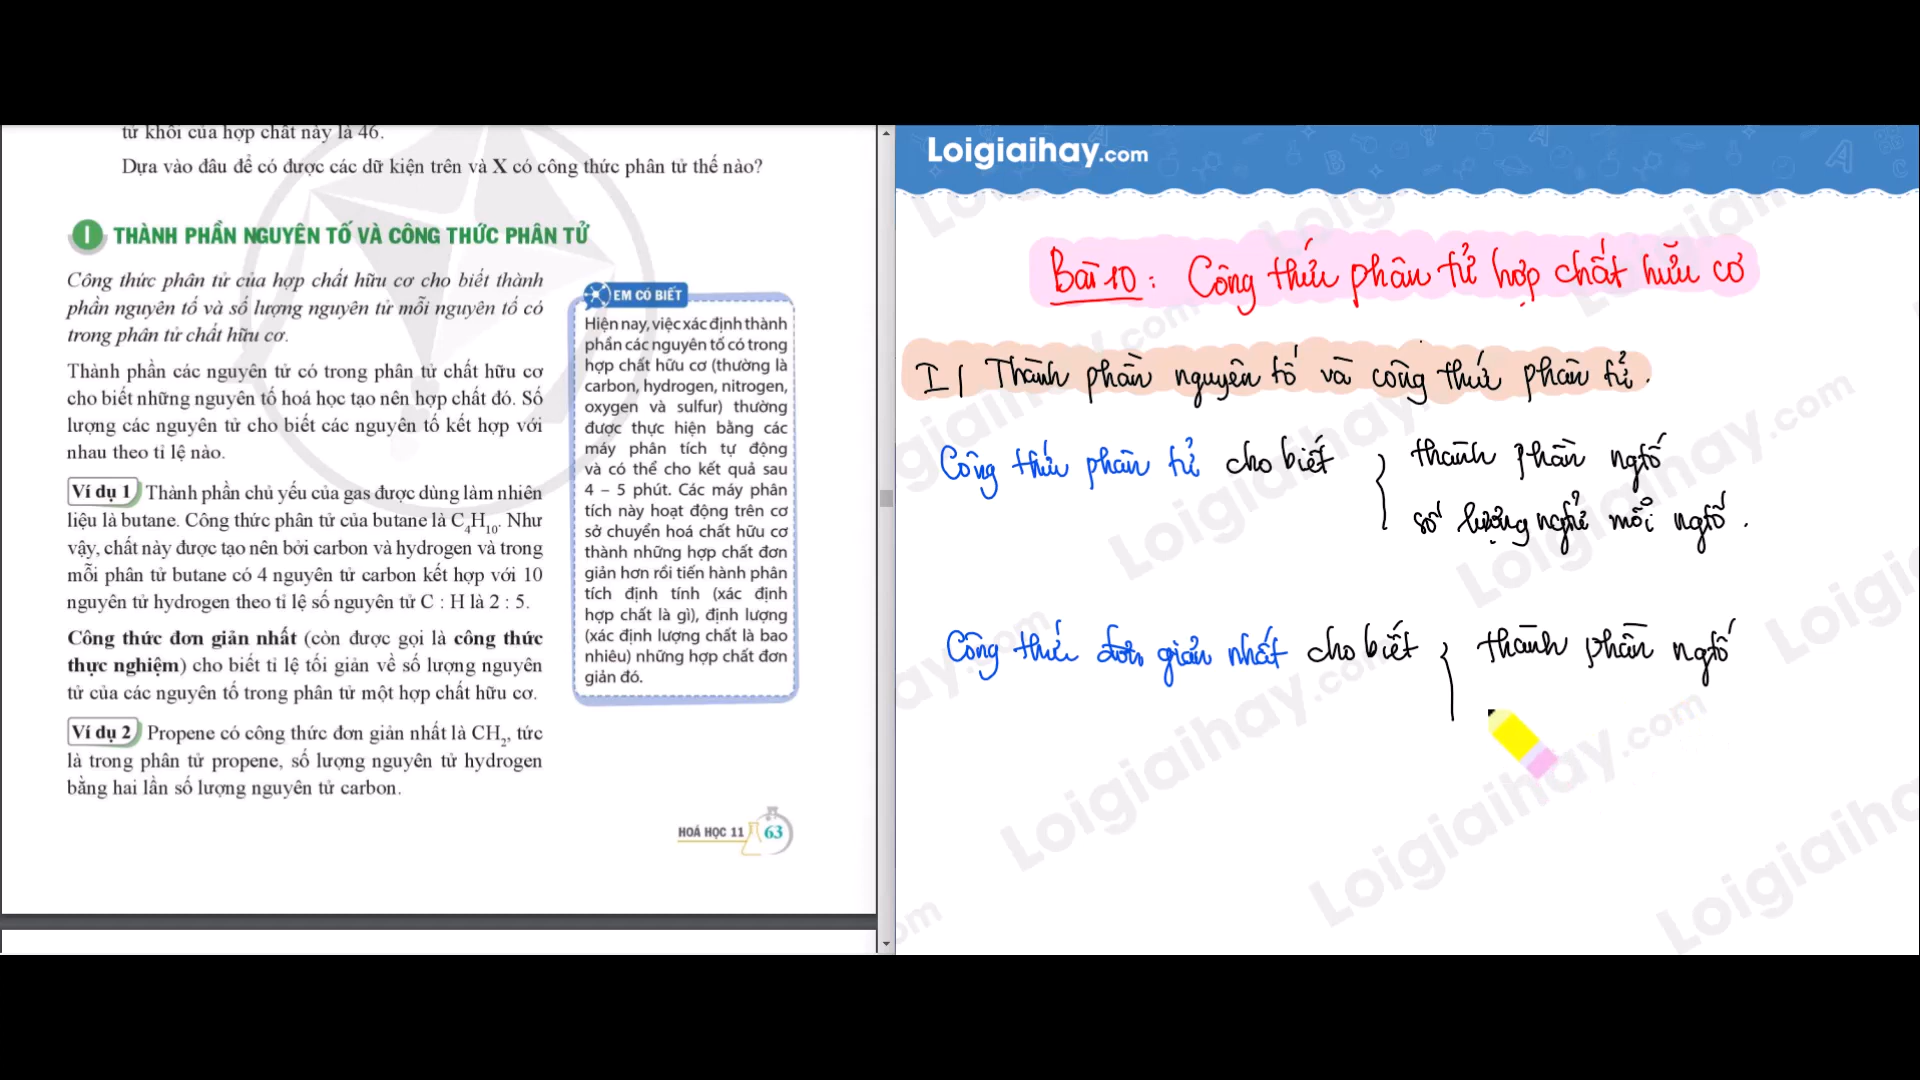 tử khối của hợp chất này là 46.
Dựa vào đâu để có được các dữ kiện trên và X có công thức phân tử thế nào?
I THÀNH PHẦN NGUYÊN TỐ VÀ CÔNG THỨC PHÂN TỬ
Công thức phân tử của hợp chất hữu cơ cho biết thành
phần nguyên tố và số lượng nguyên tử mỗi nguyên tố có
trong phân tử chất hữu cơ.
Thành phần các nguyên tử có trong phân tử chất hữu cơ
cho biết những nguyên tố hoá học tạo nên hợp chất đó. Số
lượng các nguyên tử cho biết các nguyên tố kết hợp với
nhau theo tỉ lệ nào.
Ví dụ 1 Thành phần chủ yếu của gas được dùng làm nhiên
liệu là butane. Công thức phân tử của butane là C₄H₁₀. Như
vậy, chất này được tạo nên bởi carbon và hydrogen và trong
mỗi phân tử butane có 4 nguyên tử carbon kết hợp với 10
nguyên tử hydrogen theo tỉ lệ số nguyên tử C : H là 2 : 5.
Công thức đơn giản nhất (còn được gọi là công thức
thực nghiệm) cho biết tỉ lệ tối giản về số lượng nguyên
tử của các nguyên tố trong phân tử một hợp chất hữu cơ.
Ví dụ 2 Propene có công thức đơn giản nhất là CH₂, tức
là trong phân tử propene, số lượng nguyên tử hydrogen
bằng hai lần số lượng nguyên tử carbon.
EM CÓ BIẾT
Hiện nay, việc xác định thành
phần các nguyên tố có trong
hợp chất hữu cơ (thường là
carbon, hydrogen, nitrogen,
oxygen và sulfur) thường
được thực hiện bằng các
máy phân tích tự động
và có thể cho kết quả sau
4 – 5 phút. Các máy phân
tích này hoạt động trên cơ
sở chuyển hoá chất hữu cơ
thành những hợp chất đơn
giản hơn rồi tiến hành phân
tích định tính (xác định
hợp chất là gì), định lượng
(xác định lượng chất là bao
nhiêu) những hợp chất đơn
giản đó.
HOÁ HỌC 11 63
Loigiaihay.com
Bài 10 : Công thức phân tử hợp chất hữu cơ
I / Thành phần nguyên tố và công thức phân tử.
Công thức phân tử cho biết { thành phần ngtố
số lượng ngtử mỗi ngtố.
Công thức đơn giản nhất cho biết { thành phần ngtố